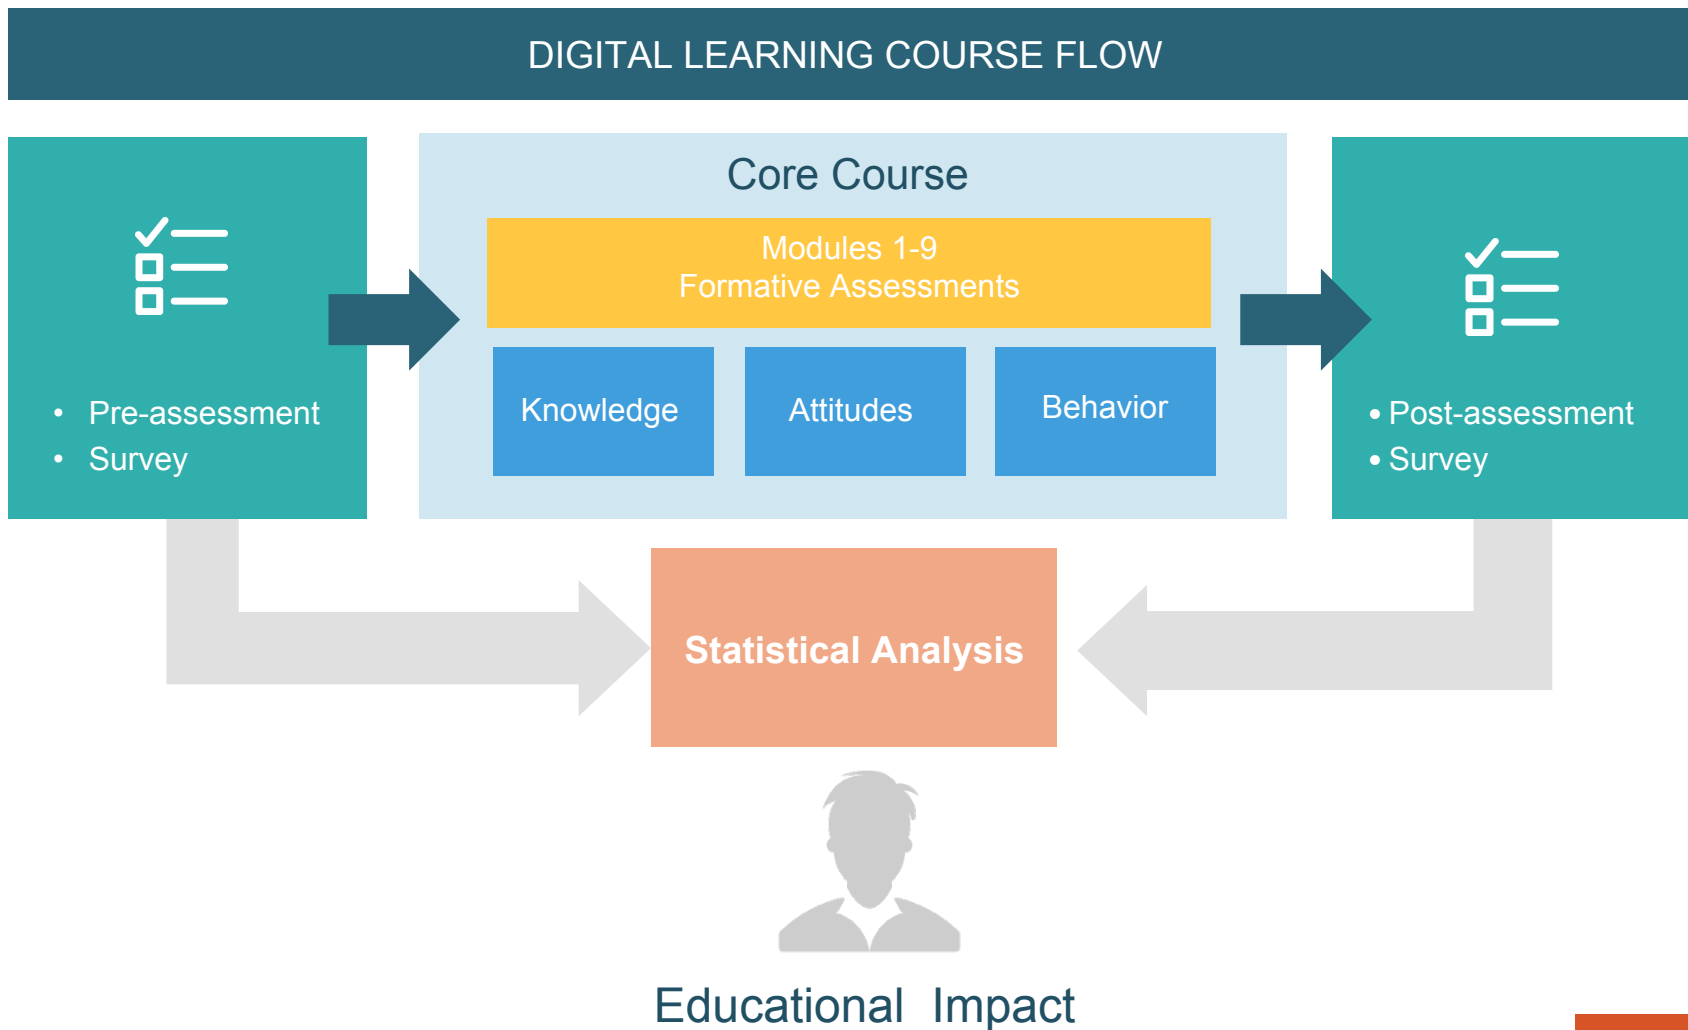 DIGITAL LEARNING COURSE FLOW
• Pre-assessment
• Survey
Core Course
Modules 1-9
Formative Assessments
Knowledge
Attitudes
Behavior
• Post-assessment
• Survey
Statistical Analysis
Educational Impact